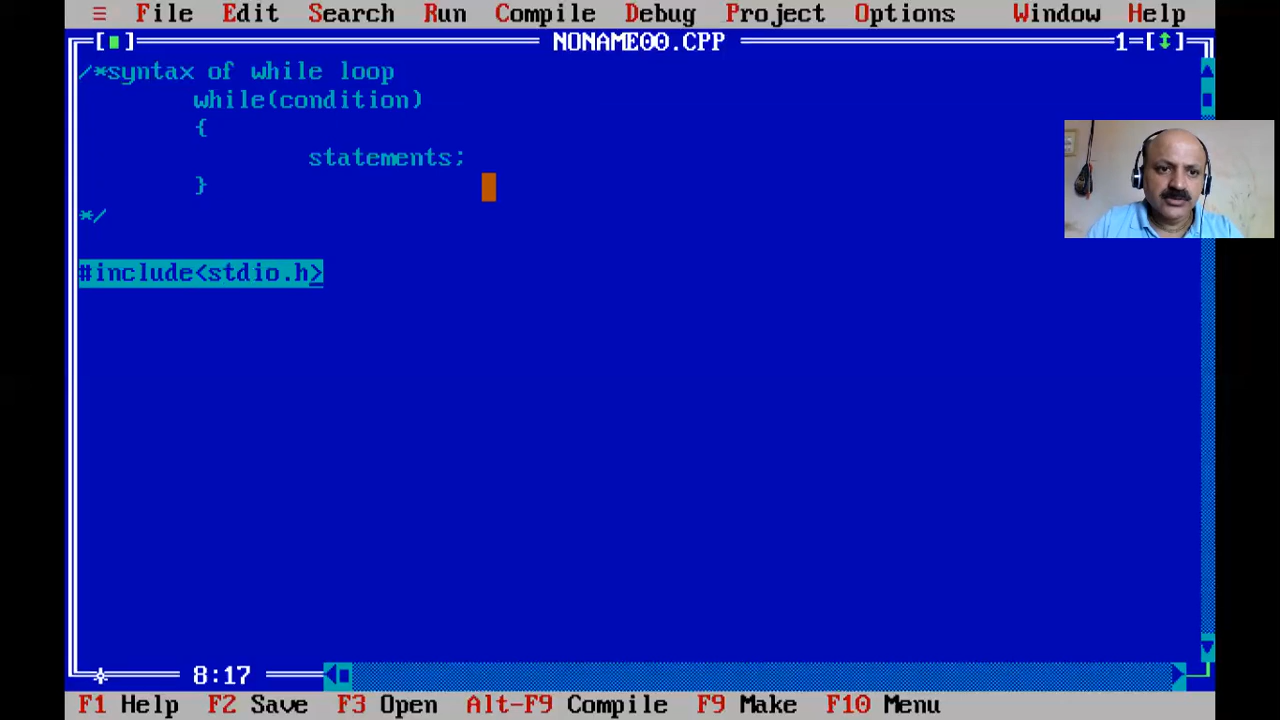 ≡ File Edit Search Run Compile Debug Project Options Window Help
[■] NONAME00.CPP 1=[↕]
/*syntax of while loop
while(condition)
{
statements;
}
*/
#include<stdio.h>
8:17
F1 Help F2 Save F3 Open Alt-F9 Compile F9 Make F10 Menu